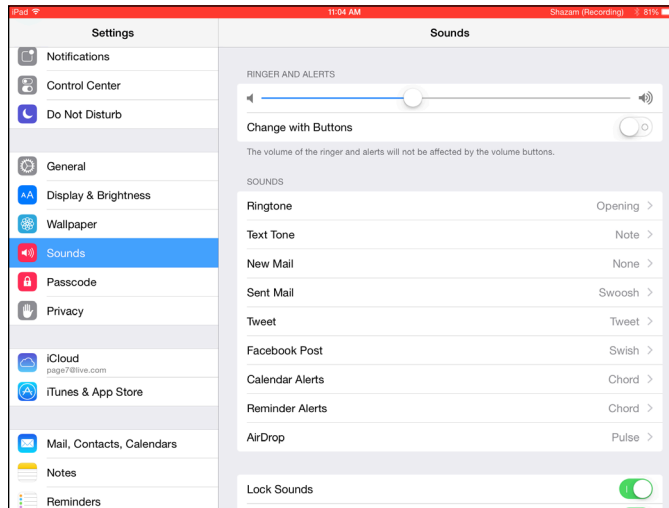 iPad 11:04 AM Shazam (Recording) 81%
Settings
Notifications
Control Center
Do Not Disturb
General
AA Display & Brightness
Wallpaper
Sounds
Passcode
Privacy
iCloud
page7@live.com
iTunes & App Store
Mail, Contacts, Calendars
Notes
Reminders
Sounds
RINGER AND ALERTS
Change with Buttons
The volume of the ringer and alerts will not be affected by the volume buttons.
SOUNDS
Ringtone Opening
Text Tone Note
New Mail None
Sent Mail Swoosh
Tweet Tweet
Facebook Post Swish
Calendar Alerts Chord
Reminder Alerts Chord
AirDrop Pulse
Lock Sounds